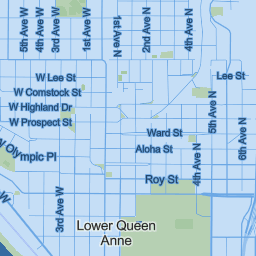 5th Ave W
4th Ave W
3rd Ave W
1st Ave W
1st Ave N
2nd Ave N
4th Ave N
W Lee St
Lee St
W Comstock St
W Highland Dr
W Prospect St
Ward St
5th Ave N
6th Ave N
W Olympic Pl
Aloha St
Roy St
4th Ave N
3rd Ave W
W
Lower Queen
Anne